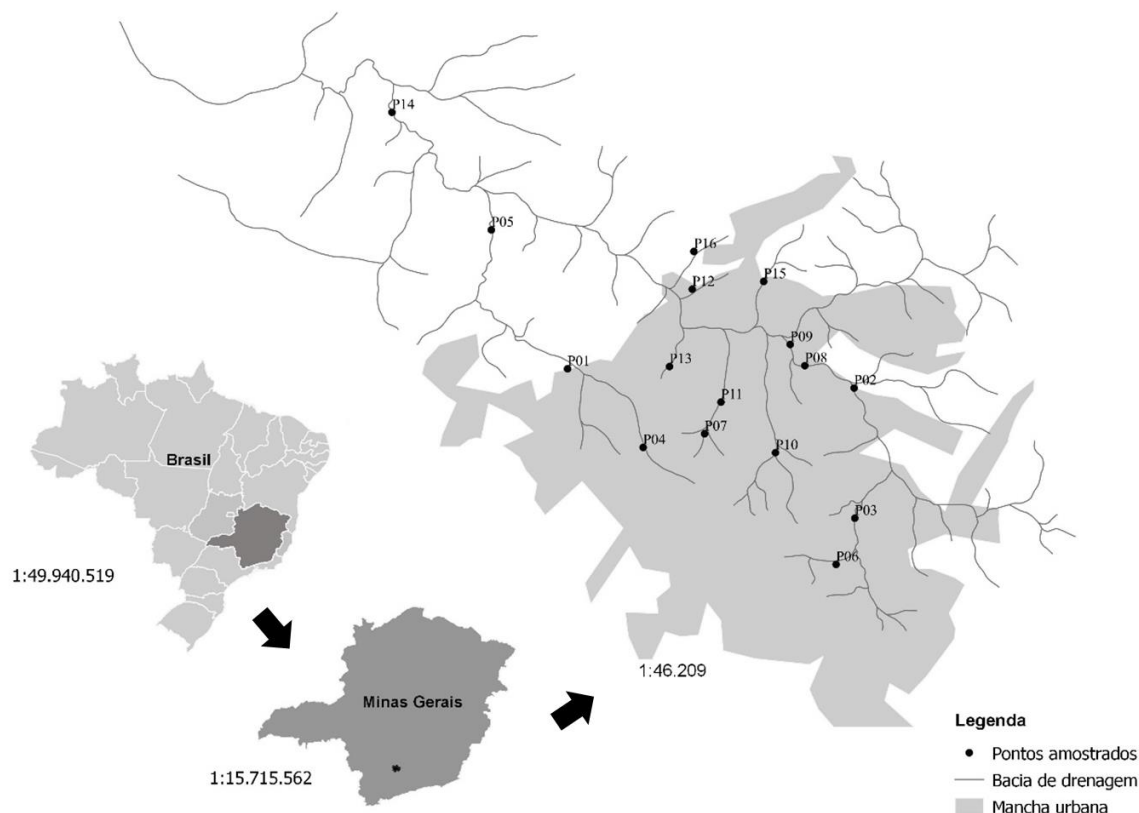 P14
P05
P16
P12
P15
P09
P01
P13
P08
P02
P11
P07
P04
P10
Brasil
P03
P06
1:49.940.519
1:46.209
Minas Gerais
1:15.715.562
Legenda
Pontos amostrados
Bacia de drenagem
Mancha urbana